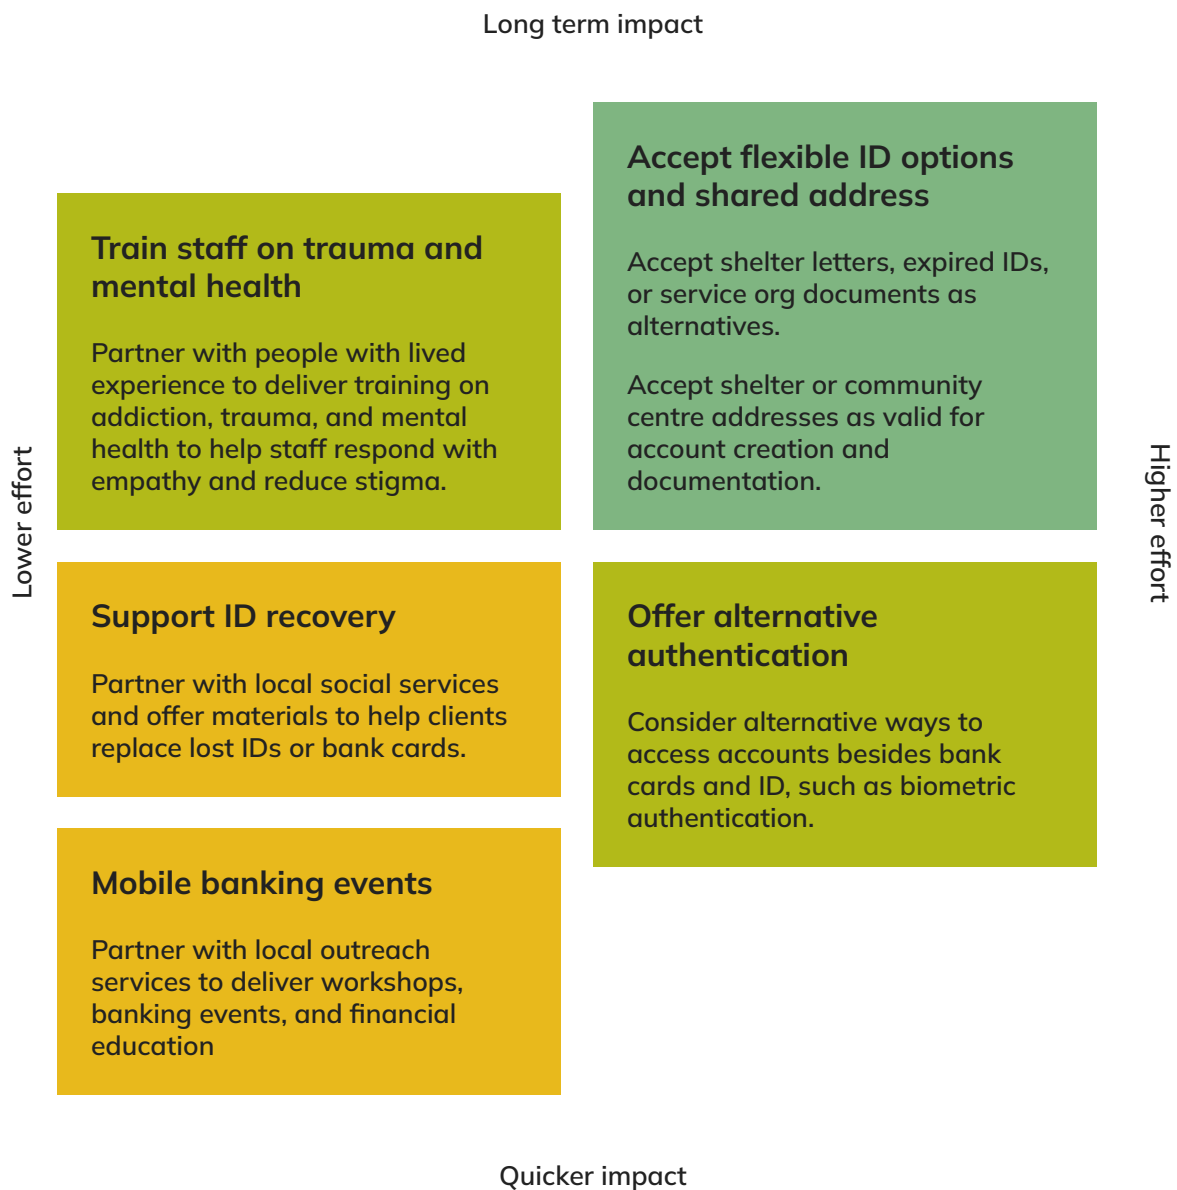 Long term impact
Accept flexible ID options
and shared address
Accept shelter letters, expired IDs,
or service org documents as
alternatives.
Accept shelter or community
centre addresses as valid for
account creation and
documentation.
Train staff on trauma and
mental health
Partner with people with lived
experience to deliver training on
addiction, trauma, and mental
health to help staff respond with
empathy and reduce stigma.
Lower effort
Higher effort
Support ID recovery
Partner with local social services
and offer materials to help clients
replace lost IDs or bank cards.
Offer alternative
authentication
Consider alternative ways to
access accounts besides bank
cards and ID, such as biometric
authentication.
Mobile banking events
Partner with local outreach
services to deliver workshops,
banking events, and financial
education
Quicker impact